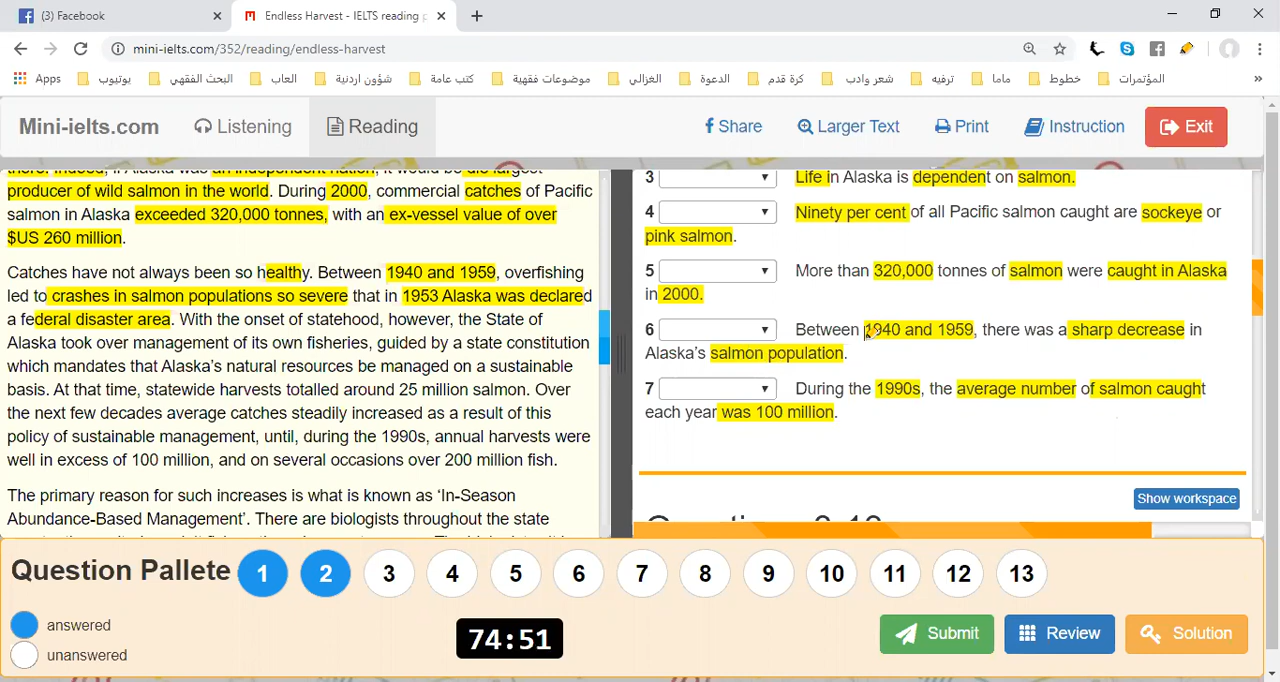 (3) Facebook
Endless Harvest - IELTS reading p
mini-ielts.com/352/reading/endless-harvest
Apps يوتيوب البحث الفقهي العاب شؤون اردنية كتب عامة موضوعات فقهية الغزالي الدعوة كرة قدم شعر وادب ترفيه ماما خطوط المؤتمرات »
Mini-ielts.com Listening Reading Share Larger Text Print Instruction Exit
there. Indeed, if Alaska was an independent nation, it would be the largest
producer of wild salmon in the world. During 2000, commercial catches of Pacific
salmon in Alaska exceeded 320,000 tonnes, with an ex-vessel value of over
$US 260 million.
Catches have not always been so healthy. Between 1940 and 1959, overfishing
led to crashes in salmon populations so severe that in 1953 Alaska was declared
a federal disaster area. With the onset of statehood, however, the State of
Alaska took over management of its own fisheries, guided by a state constitution
which mandates that Alaska's natural resources be managed on a sustainable
basis. At that time, statewide harvests totalled around 25 million salmon. Over
the next few decades average catches steadily increased as a result of this
policy of sustainable management, until, during the 1990s, annual harvests were
well in excess of 100 million, and on several occasions over 200 million fish.
The primary reason for such increases is what is known as ‘In-Season
Abundance-Based Management’. There are biologists throughout the state
3 Life in Alaska is dependent on salmon.
4 Ninety per cent of all Pacific salmon caught are sockeye or
pink salmon.
5 More than 320,000 tonnes of salmon were caught in Alaska
in 2000.
6 Between 1940 and 1959, there was a sharp decrease in
Alaska’s salmon population.
7 During the 1990s, the average number of salmon caught
each year was 100 million.
Show workspace
Question Pallete 1 2 3 4 5 6 7 8 9 10 11 12 13
answered
unanswered
74:51
Submit Review Solution